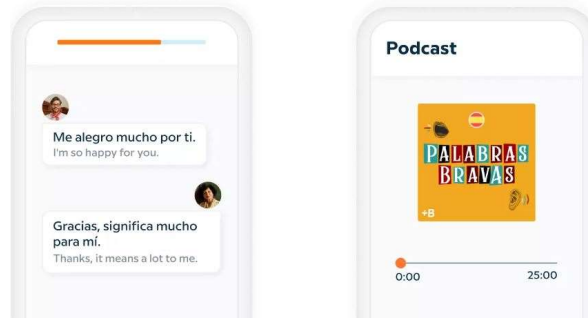 Me alegro mucho por ti.
I'm so happy for you.
Gracias, significa mucho
para mí.
Thanks, it means a lot to me.
Podcast
PALABRAS
BRAVAS
+B
0:00
25:00